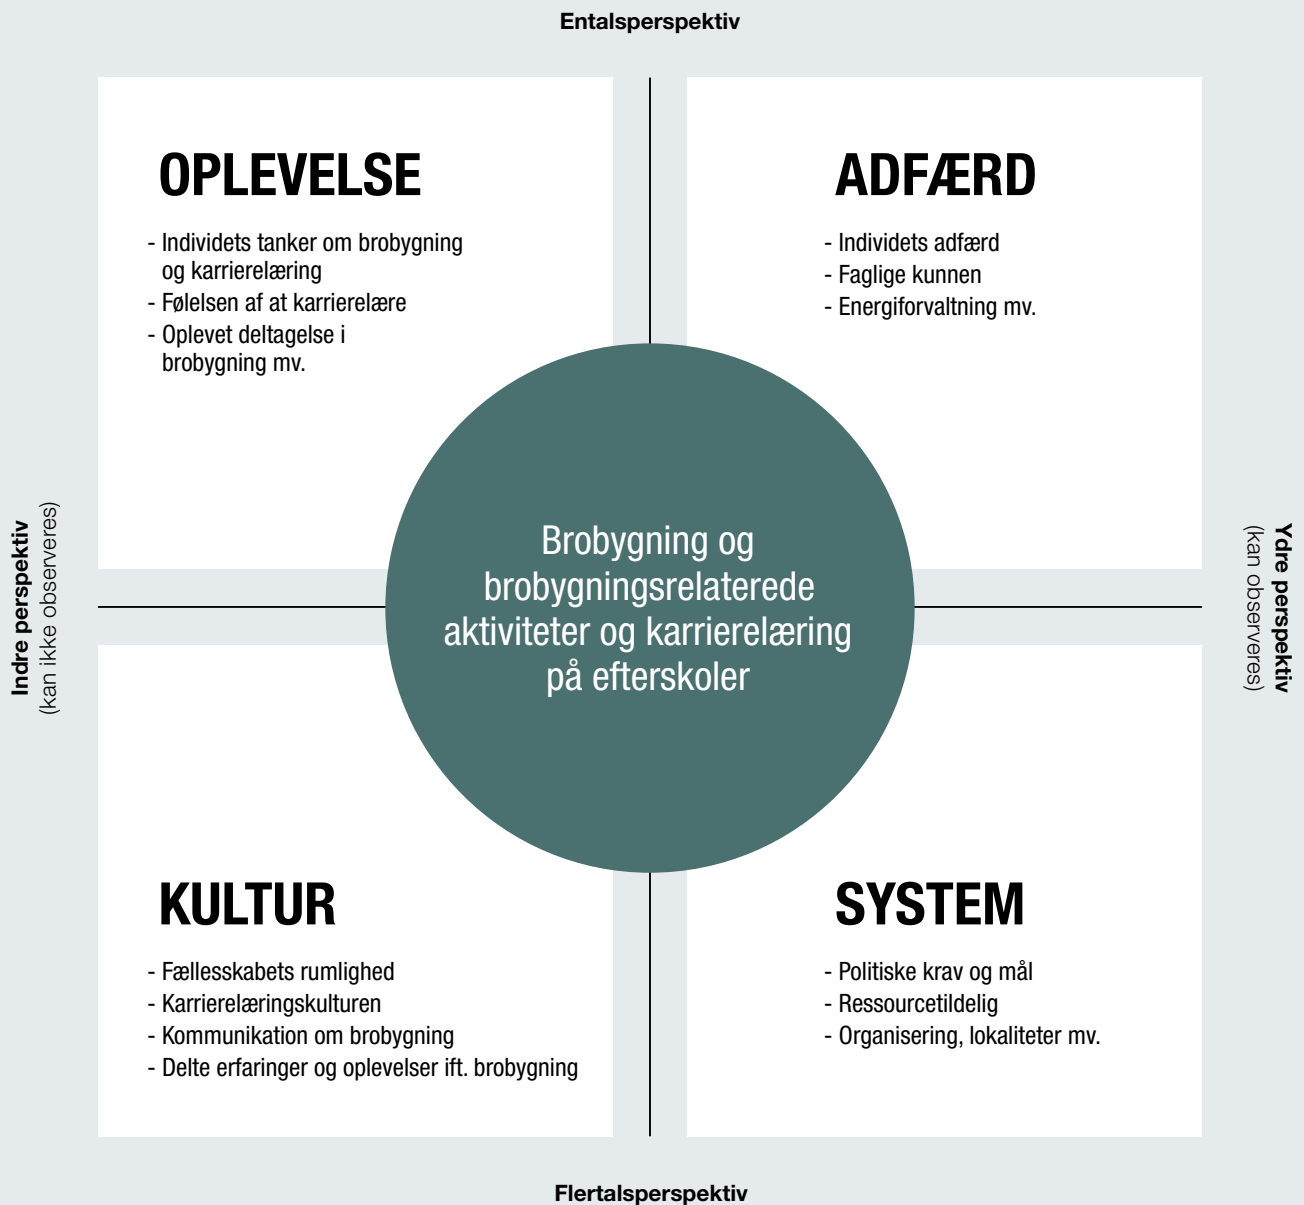 Entalsperspektiv
OPLEVELSE
- Individets tanker om brobygning
og karrierelæring
- Følelsen af at karrierelære
- Oplevet deltagelse i
brobygning mv.
ADFÆRD
- Individets adfærd
- Faglige kunnen
- Energiforvaltning mv.
Indre perspektiv
(kan ikke observeres)
Brobygning og
brobygningsrelaterede
aktiviteter og karrierelæring
på efterskoler
Ydre perspektiv
(kan observeres)
KULTUR
- Fællesskabets rumlighed
- Karrierelæringskulturen
- Kommunikation om brobygning
- Delte erfaringer og oplevelser ift. brobygning
SYSTEM
- Politiske krav og mål
- Ressourcetildelig
- Organisering, lokaliteter mv.
Flertalsperspektiv